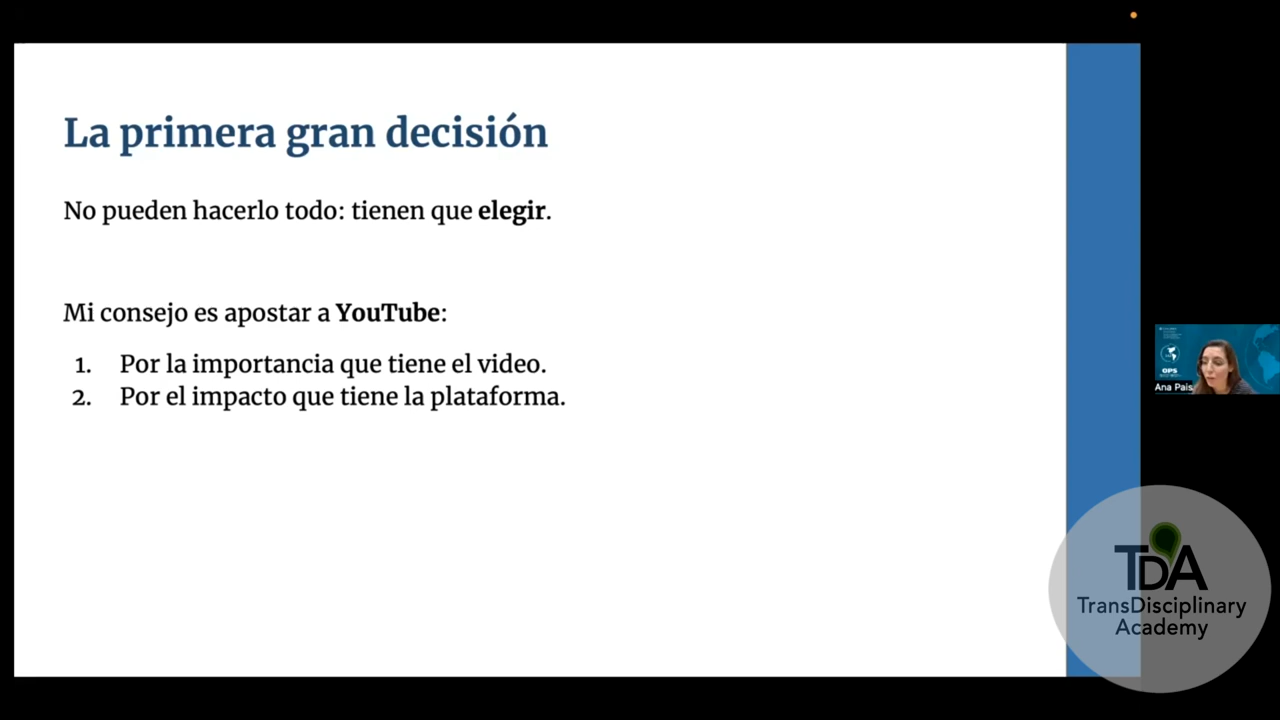 La primera gran decisión
No pueden hacerlo todo: tienen que elegir.
Mi consejo es apostar a YouTube:
1. Por la importancia que tiene el video.
2. Por el impacto que tiene la plataforma.
OPS
Ana Pais
TDA
TransDisciplinary
Academy